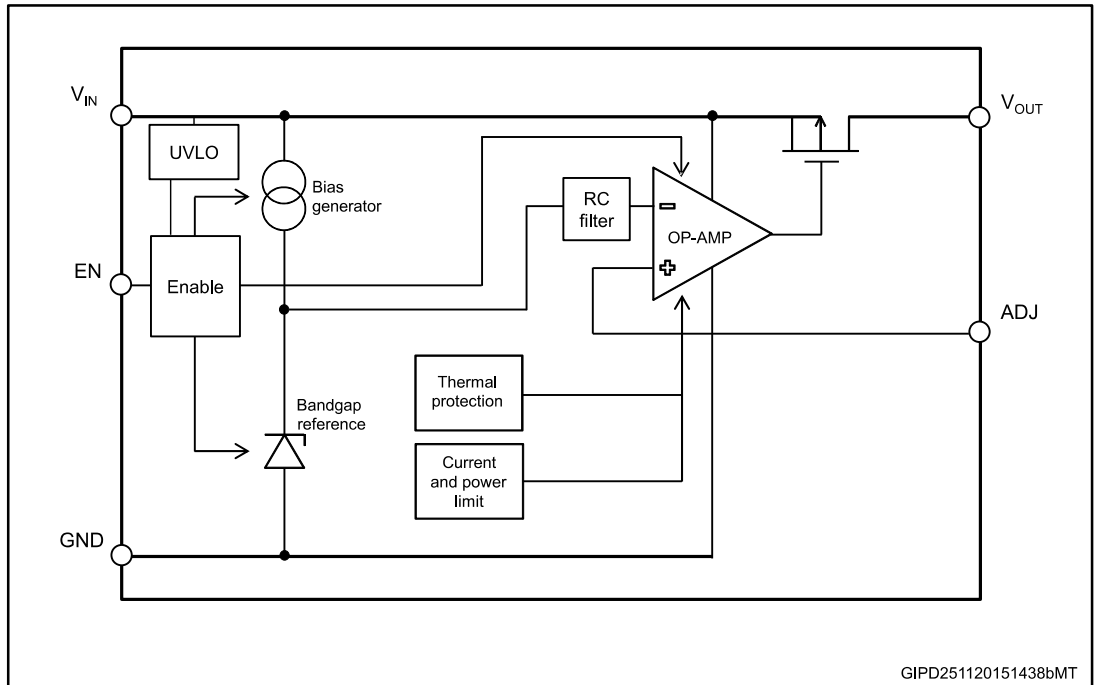 V_IN
V_OUT
UVLO
Bias
generator
RC
filter
OP-AMP
EN
Enable
ADJ
Thermal
protection
Bandgap
reference
Current
and power
limit
GND
GIPD251120151438bMT